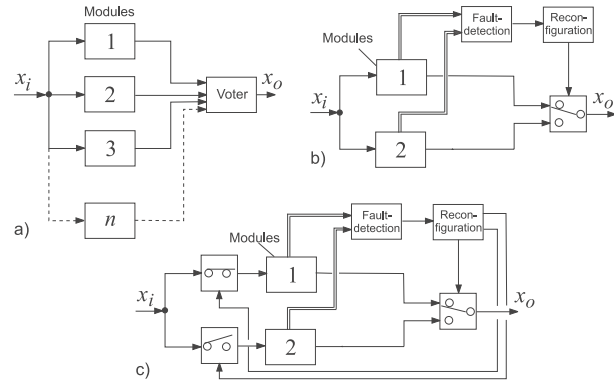 Modules
1
x_i
2
Voter
x_o
3
n
a)
Modules
Fault-
detection
Recon-
figuration
1
x_i
x_o
2
b)
Modules
Fault-
detection
Recon-
figuration
1
x_i
x_o
2
c)